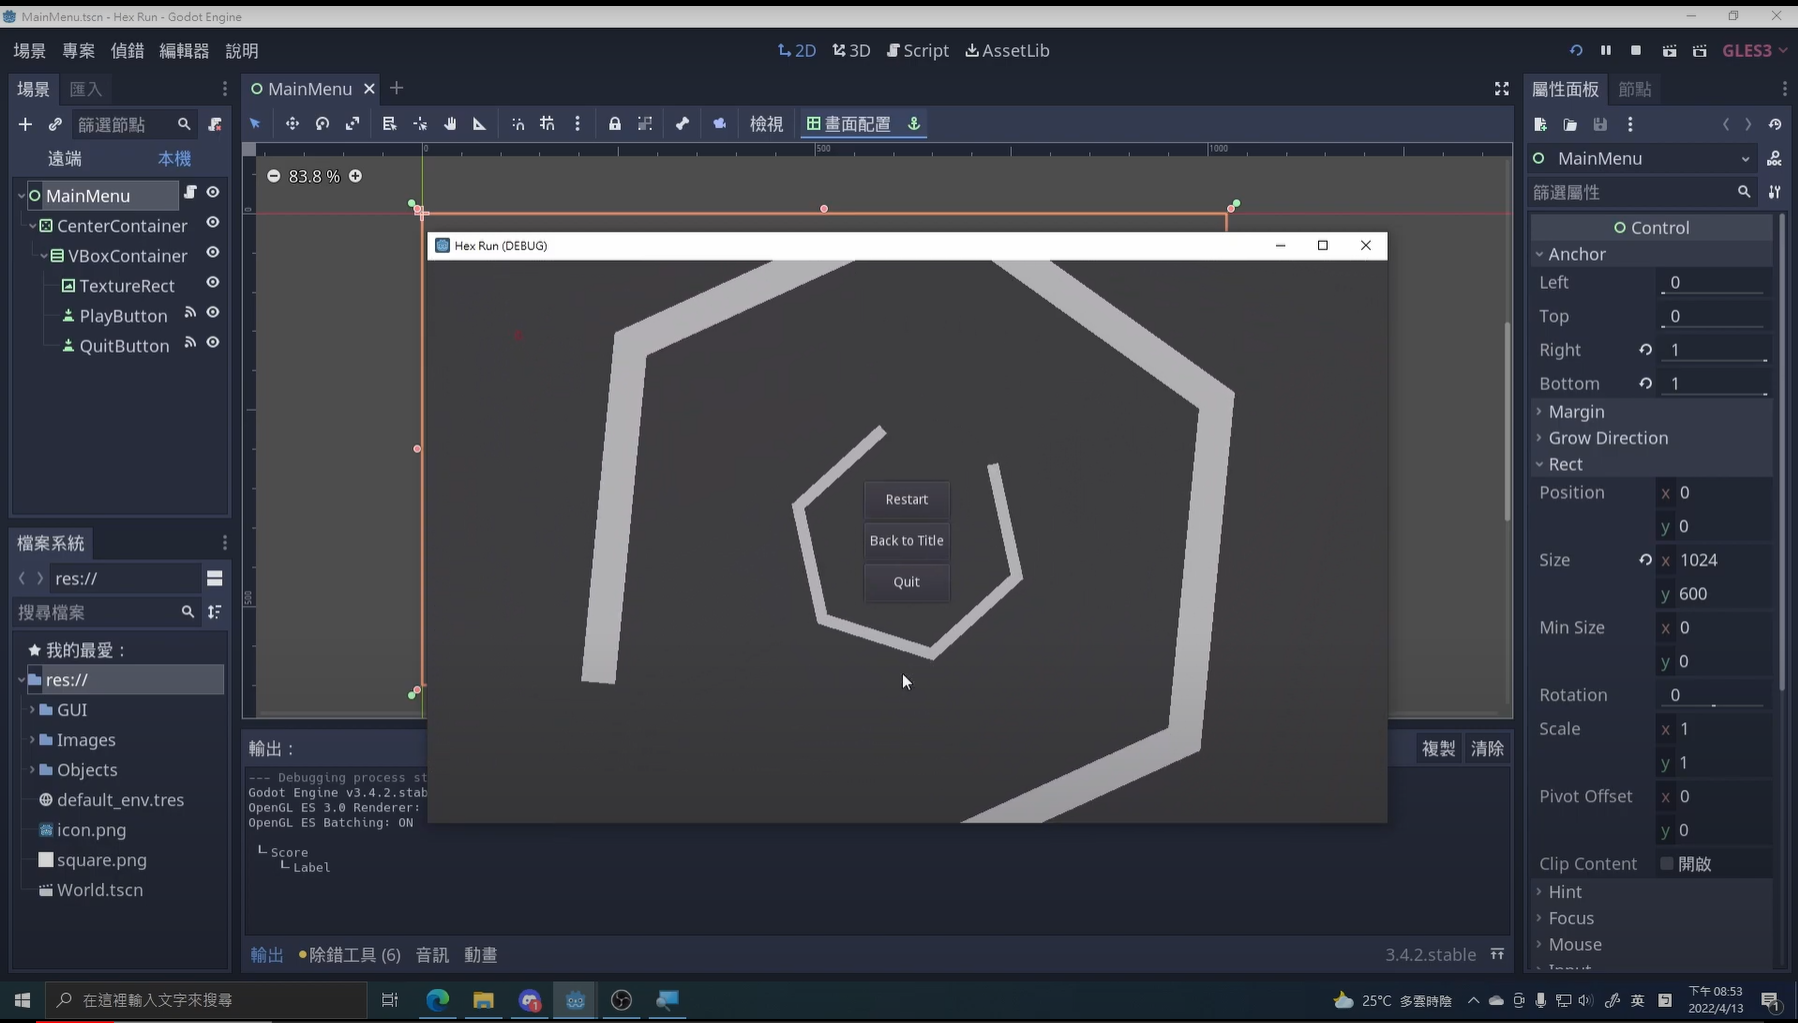 MainMenu.tscn - Hex Run - Godot Engine
場景 專案 偵錯 編輯器 說明
2D 3D Script AssetLib
GLES3
場景 匯入
MainMenu
屬性面板 節點
篩選節點
檢視 畫面配置
遠端 本機
MainMenu
CenterContainer
VBoxContainer
TextureRect
PlayButton
QuitButton
0 500 1000
83.8 %
0
500
Hex Run (DEBUG)
Restart
Back to Title
Quit
MainMenu
篩選屬性
Control
Anchor
Left 0
Top 0
Right 1
Bottom 1
Margin
Grow Direction
Rect
Position x 0
y 0
Size x 1024
y 600
Min Size x 0
y 0
Rotation 0
Scale x 1
y 1
Pivot Offset x 0
y 0
Clip Content 開啟
Hint
Focus
Mouse
檔案系統
res://
搜尋檔案
我的最愛：
res://
GUI
Images
Objects
default_env.tres
icon.png
square.png
World.tscn
輸出：
複製 清除
--- Debugging process st
Godot Engine v3.4.2.stab
OpenGL ES 3.0 Renderer:
OpenGL ES Batching: ON
Score
Label
輸出 除錯工具 (6) 音訊 動畫
3.4.2.stable
在這裡輸入文字來搜尋
1
25°C 多雲時陰
英
下午 08:53
2022/4/13
1